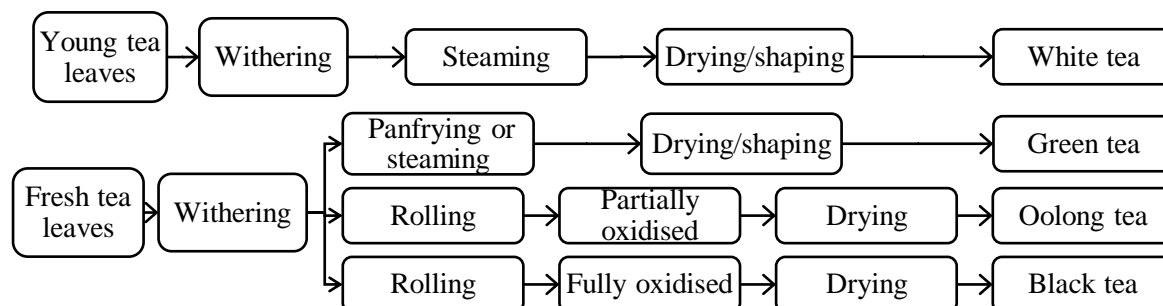 Young tea
leaves
Withering
Steaming
Drying/shaping
White tea
Fresh tea
leaves
Withering
Panfrying or
steaming
Drying/shaping
Green tea
Rolling
Partially
oxidised
Drying
Oolong tea
Rolling
Fully oxidised
Drying
Black tea